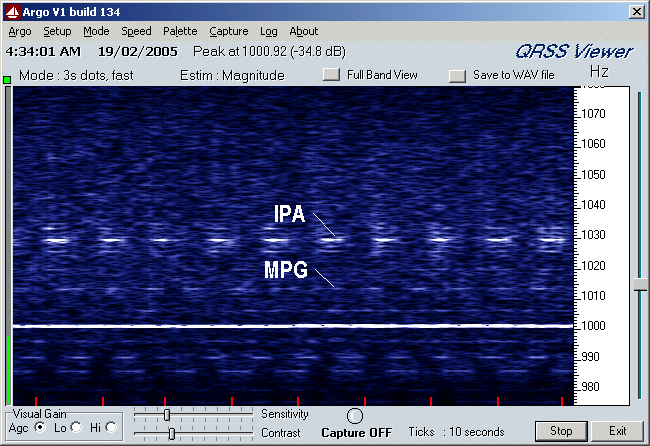 Argo V1 build 134
Argo Setup Mode Speed Palette Capture Log About
4:34:01 AM 19/02/2005 Peak at 1000.92 (-34.8 dB) QRSS Viewer
Mode : 3s dots, fast Estim : Magnitude Full Band View Save to WAV file Hz
1070
1060
1050
1040
IPA
1030
MPG
1020
1010
1000
990
980
Visual Gain
Agc Lo Hi
Sensitivity
Contrast
Capture OFF
Ticks : 10 seconds
Stop
Exit